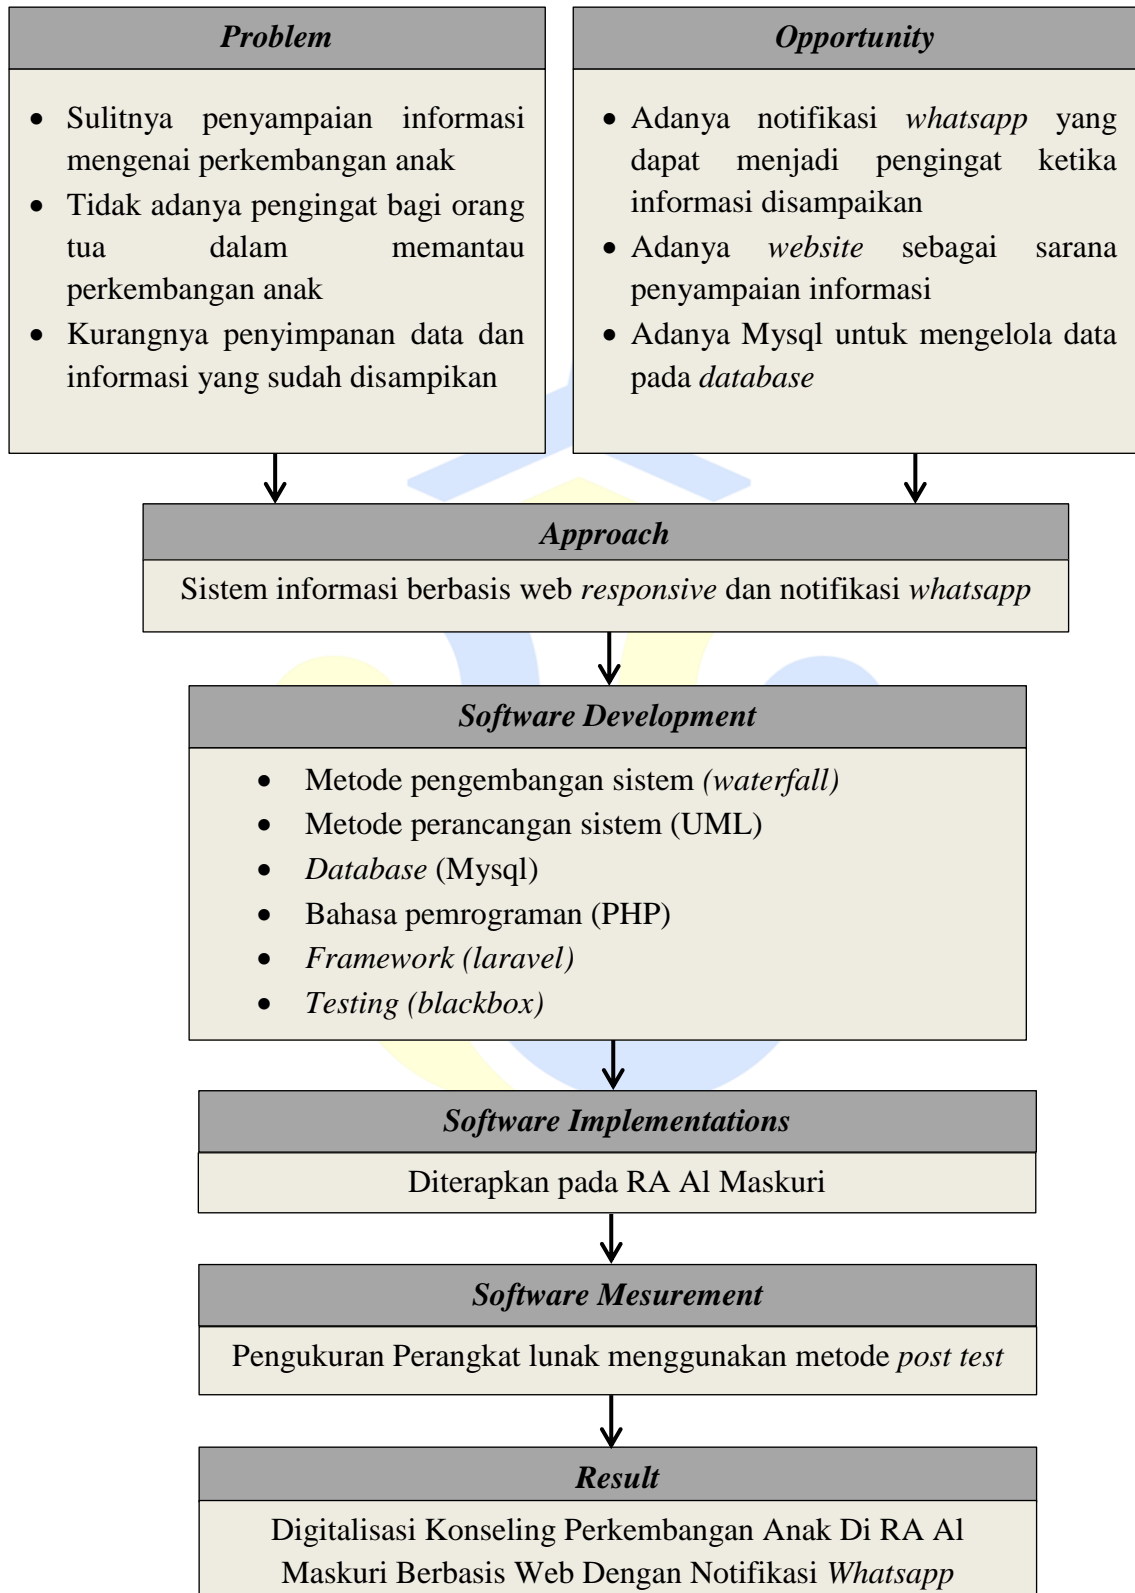 Problem
Sulitnya penyampaian informasi
mengenai perkembangan anak
Tidak adanya pengingat bagi orang
tua dalam memantau
perkembangan anak
Kurangnya penyimpanan data dan
informasi yang sudah disampikan
Opportunity
Adanya notifikasi whatsapp yang
dapat menjadi pengingat ketika
informasi disampaikan
Adanya website sebagai sarana
penyampaian informasi
Adanya Mysql untuk mengelola data
pada database
Approach
Sistem informasi berbasis web responsive dan notifikasi whatsapp
Software Development
Metode pengembangan sistem (waterfall)
Metode perancangan sistem (UML)
Database (Mysql)
Bahasa pemrograman (PHP)
Framework (laravel)
Testing (blackbox)
Software Implementations
Diterapkan pada RA Al Maskuri
Software Mesurement
Pengukuran Perangkat lunak menggunakan metode post test
Result
Digitalisasi Konseling Perkembangan Anak Di RA Al
Maskuri Berbasis Web Dengan Notifikasi Whatsapp